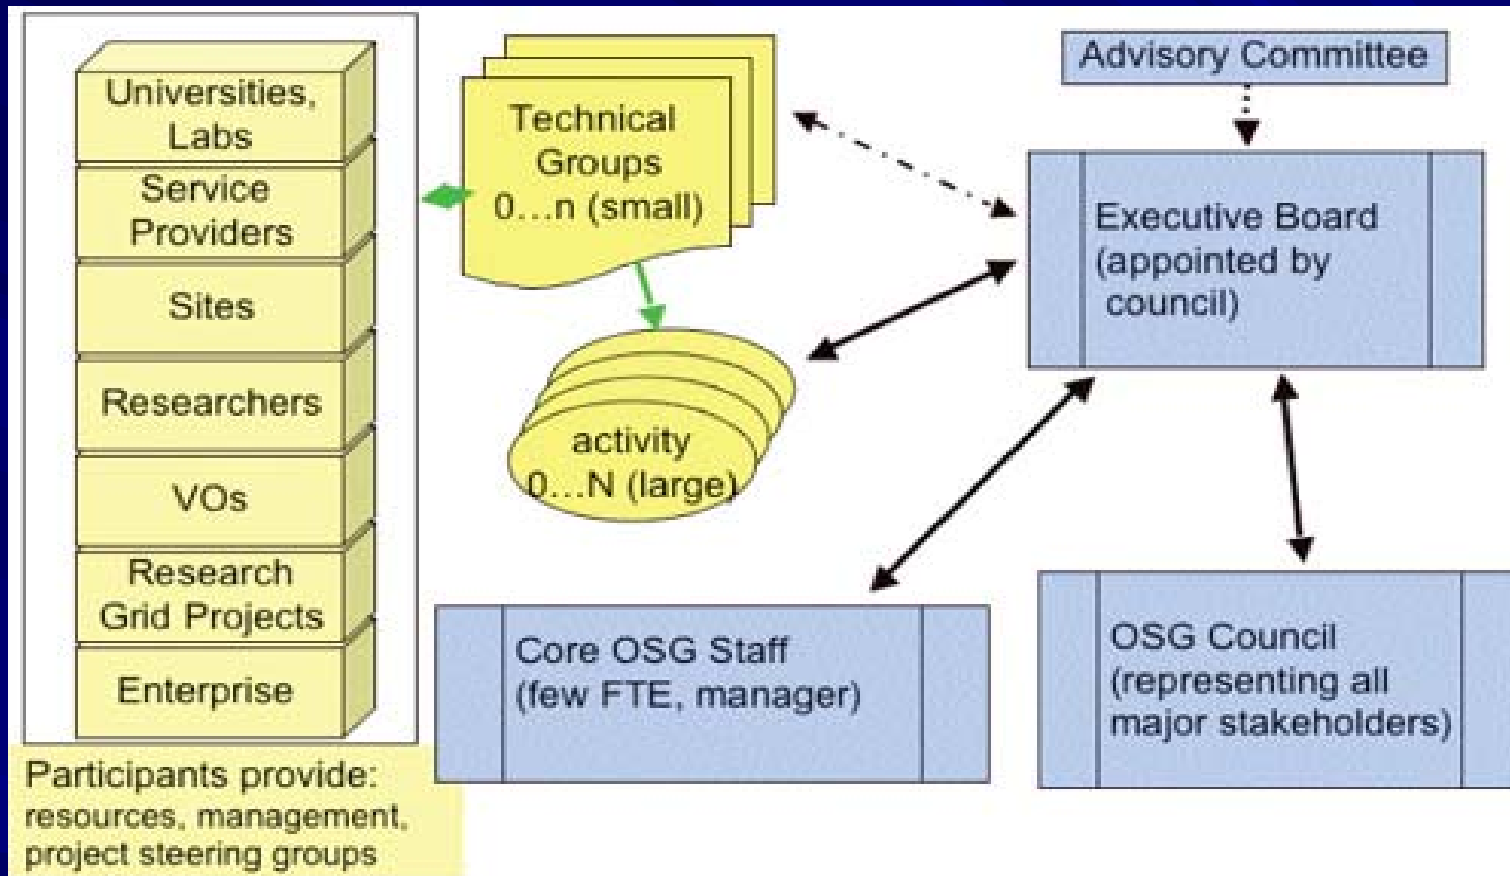 Universities,
Labs
Service
Providers
Sites
Researchers
VOs
Research
Grid Projects
Enterprise
Participants provide:
resources, management,
project steering groups
Technical
Groups
0...n (small)
activity
0...N (large)
Advisory Committee
Executive Board
(appointed by
council)
Core OSG Staff
(few FTE, manager)
OSG Council
(representing all
major stakeholders)